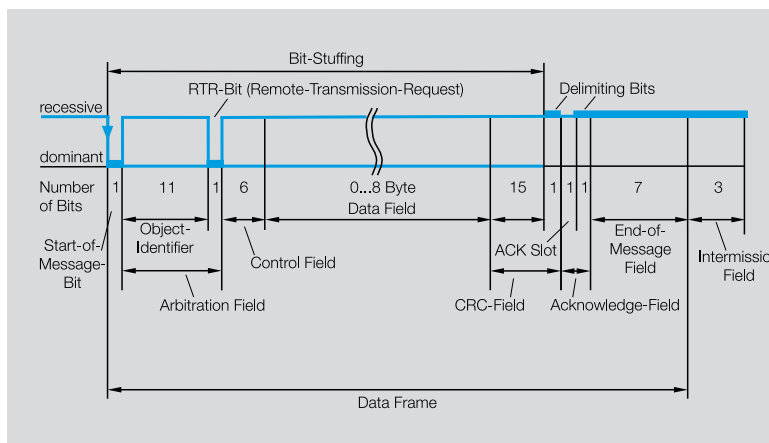 Bit-Stuffing
RTR-Bit (Remote-Transmission-Request)
Delimiting Bits
recessive
dominant
Number of Bits
1 11 1 6 0...8 Byte 15 1 1 1 7 3
Data Field
Start-of-Message-Bit
Object-Identifier
Control Field
ACK Slot
End-of-Message Field
Intermissic Field
Arbitration Field
CRC-Field
Acknowledge-Field
Data Frame